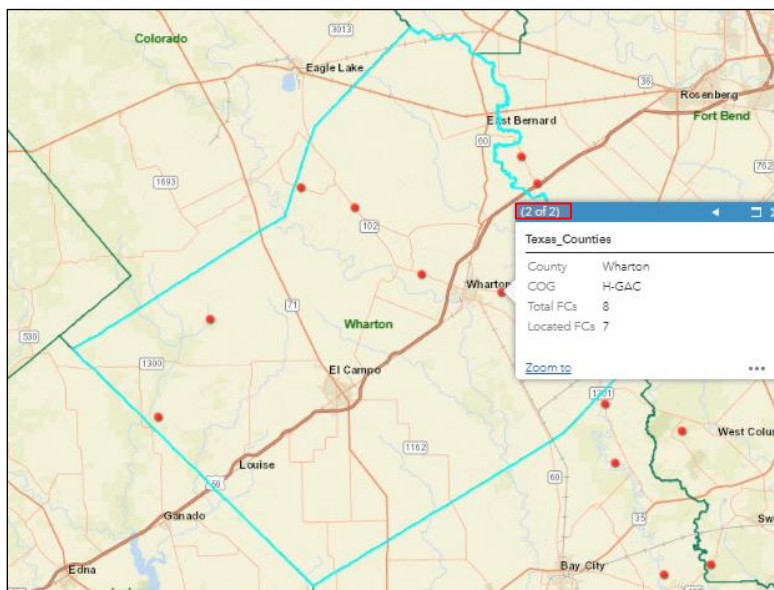 3013
Colorado
Eagle Lake
36
Rosenberg
Fort Bend
East Bernard
60
1693
762
(2 of 2)
102
Texas_Counties
County Wharton
COG H-GAC
Total FCs 8
Located FCs 7
Zoom to
Wharton
71
Wharton
530
1300
El Campo
1301
West Colum
1162
Louise
59
60
35
Ganado
Sw
Edna
Bay City